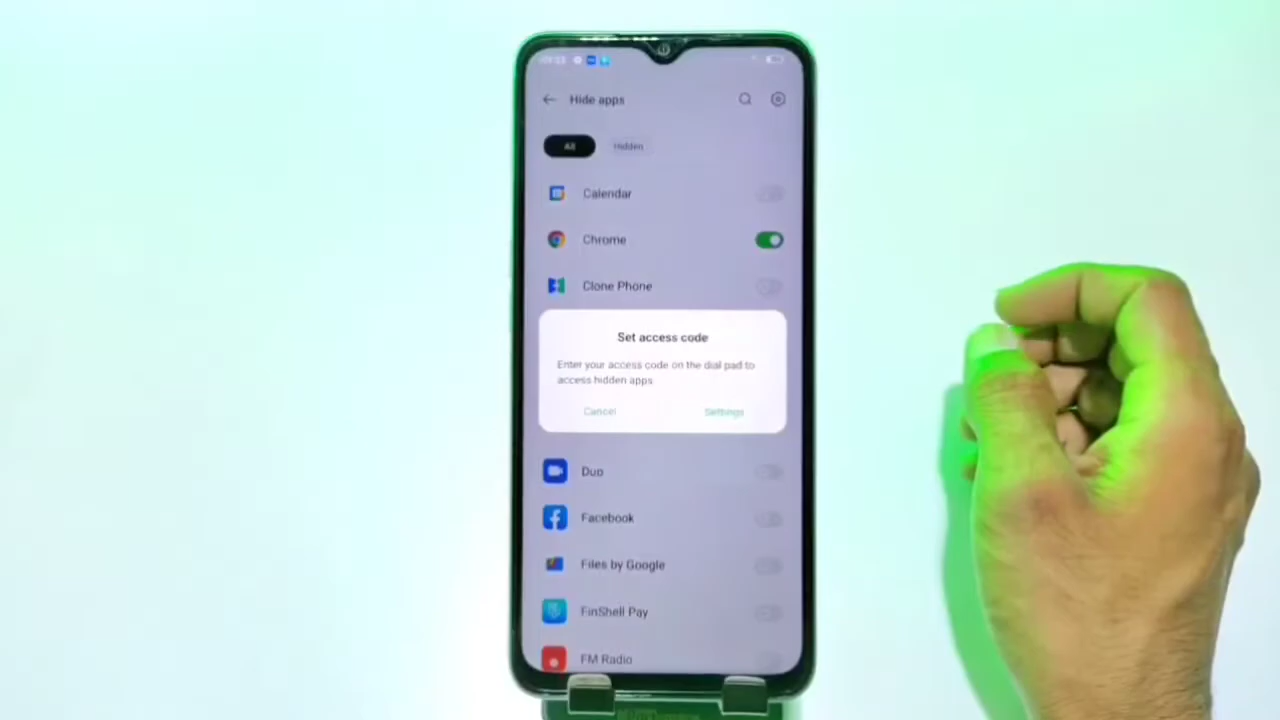 Hide apps
All
Hidden
Calendar
Chrome
Clone Phone
Set access code
Enter your access code on the dial pad to
access hidden apps
Cancel
Settings
Duo
Facebook
Files by Google
FinShell Pay
FM Radio